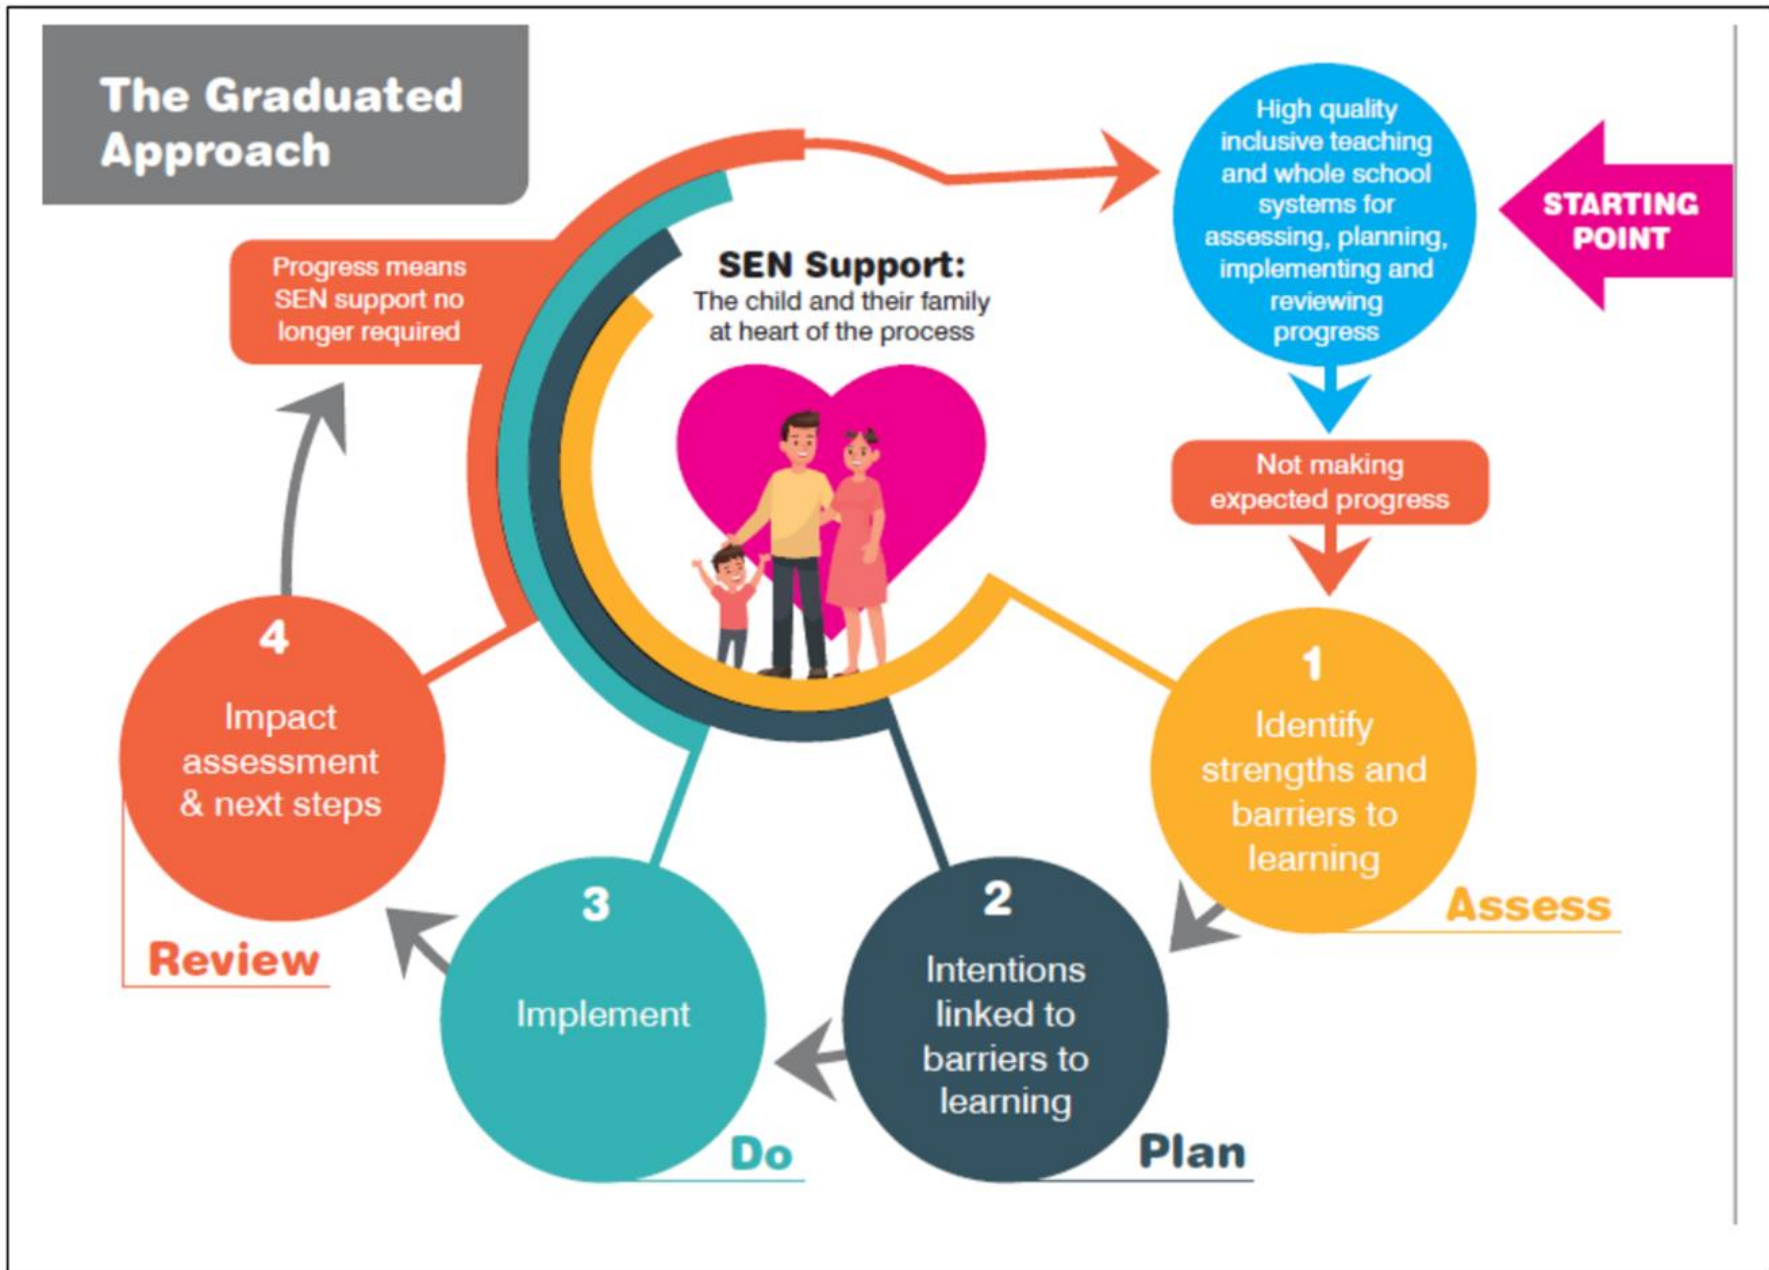 The Graduated
Approach
High quality
inclusive teaching
and whole school
systems for
assessing, planning,
implementing and
reviewing
progress
STARTING
POINT
Progress means
SEN support no
longer required
SEN Support:
The child and their family
at heart of the process
Not making
expected progress
1
Identify
strengths and
barriers to
learning
Assess
2
Intentions
linked to
barriers to
learning
Plan
3
Implement
Do
4
Impact
assessment
& next steps
Review